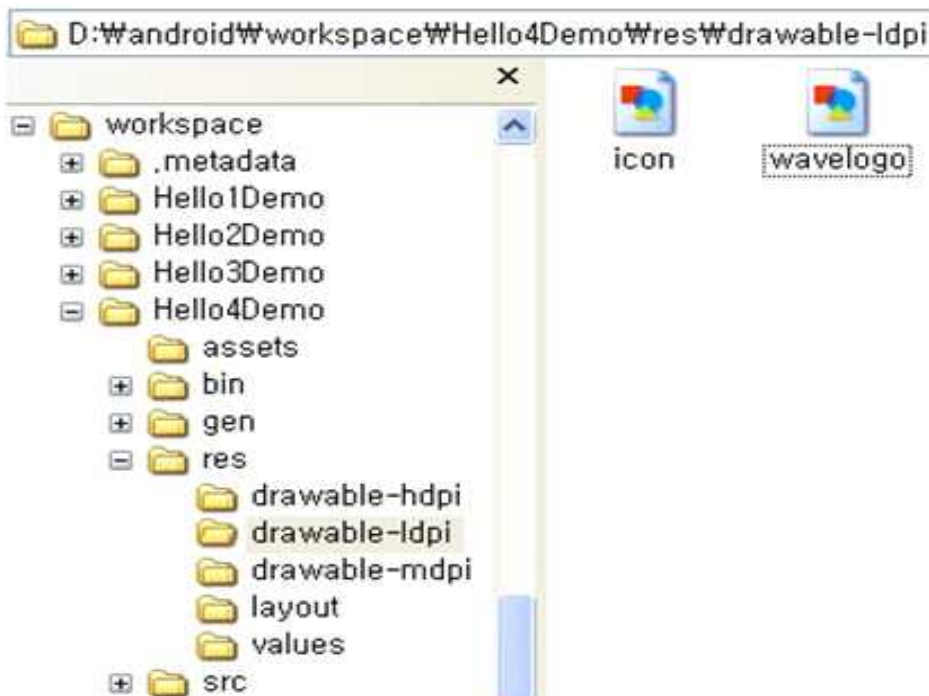 D:₩android₩workspace₩Hello4Demo₩res₩drawable-ldpi
workspace
.metadata
Hello1Demo
Hello2Demo
Hello3Demo
Hello4Demo
assets
bin
gen
res
drawable-hdpi
drawable-ldpi
drawable-mdpi
layout
values
src
icon
wavelogo